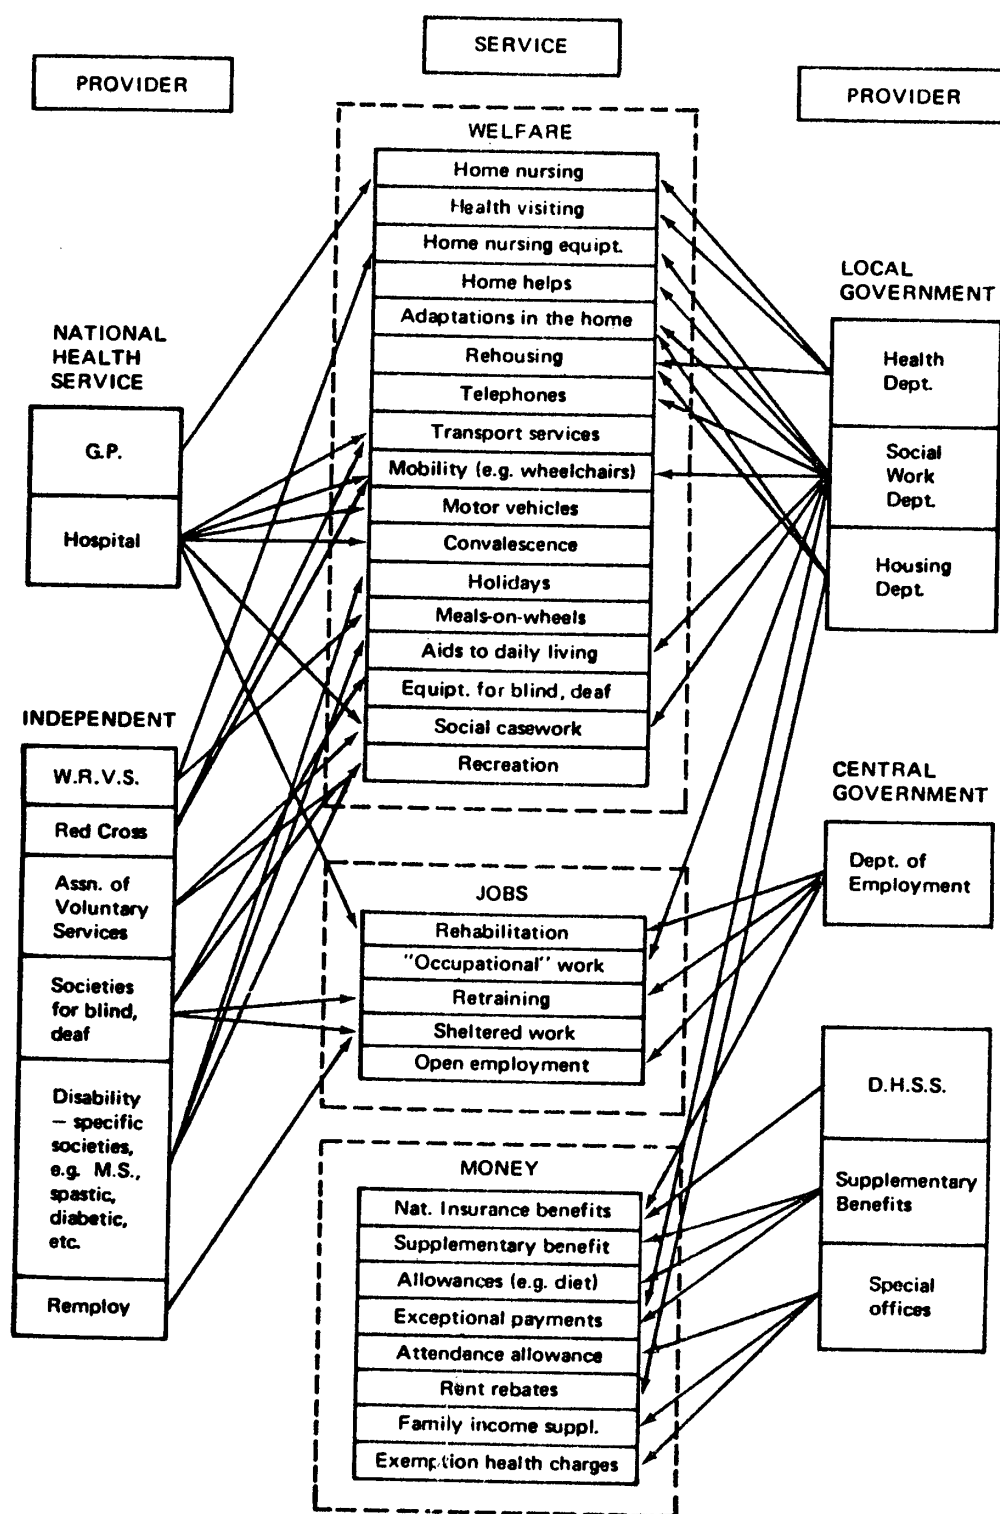 SERVICE
PROVIDER
PROVIDER
WELFARE
Home nursing
Health visiting
Home nursing equipt.
Home helps
Adaptations in the home
Rehousing
Telephones
Transport services
Mobility (e.g. wheelchairs)
Motor vehicles
Convalescence
Holidays
Meals-on-wheels
Aids to daily living
Equipt. for blind, deaf
Social casework
Recreation
NATIONAL
HEALTH
SERVICE
G.P.
Hospital
INDEPENDENT
W.R.V.S.
Red Cross
Assn. of
Voluntary
Services
Societies
for blind,
deaf
Disability
— specific
societies,
e.g. M.S.,
spastic,
diabetic,
etc.
Remploy
JOBS
Rehabilitation
"Occupational" work
Retraining
Sheltered work
Open employment
MONEY
Nat. Insurance benefits
Supplementary benefit
Allowances (e.g. diet)
Exceptional payments
Attendance allowance
Rent rebates
Family income suppl.
Exemption health charges
LOCAL
GOVERNMENT
Health
Dept.
Social
Work
Dept.
Housing
Dept.
CENTRAL
GOVERNMENT
Dept. of
Employment
D.H.S.S.
Supplementary
Benefits
Special
offices